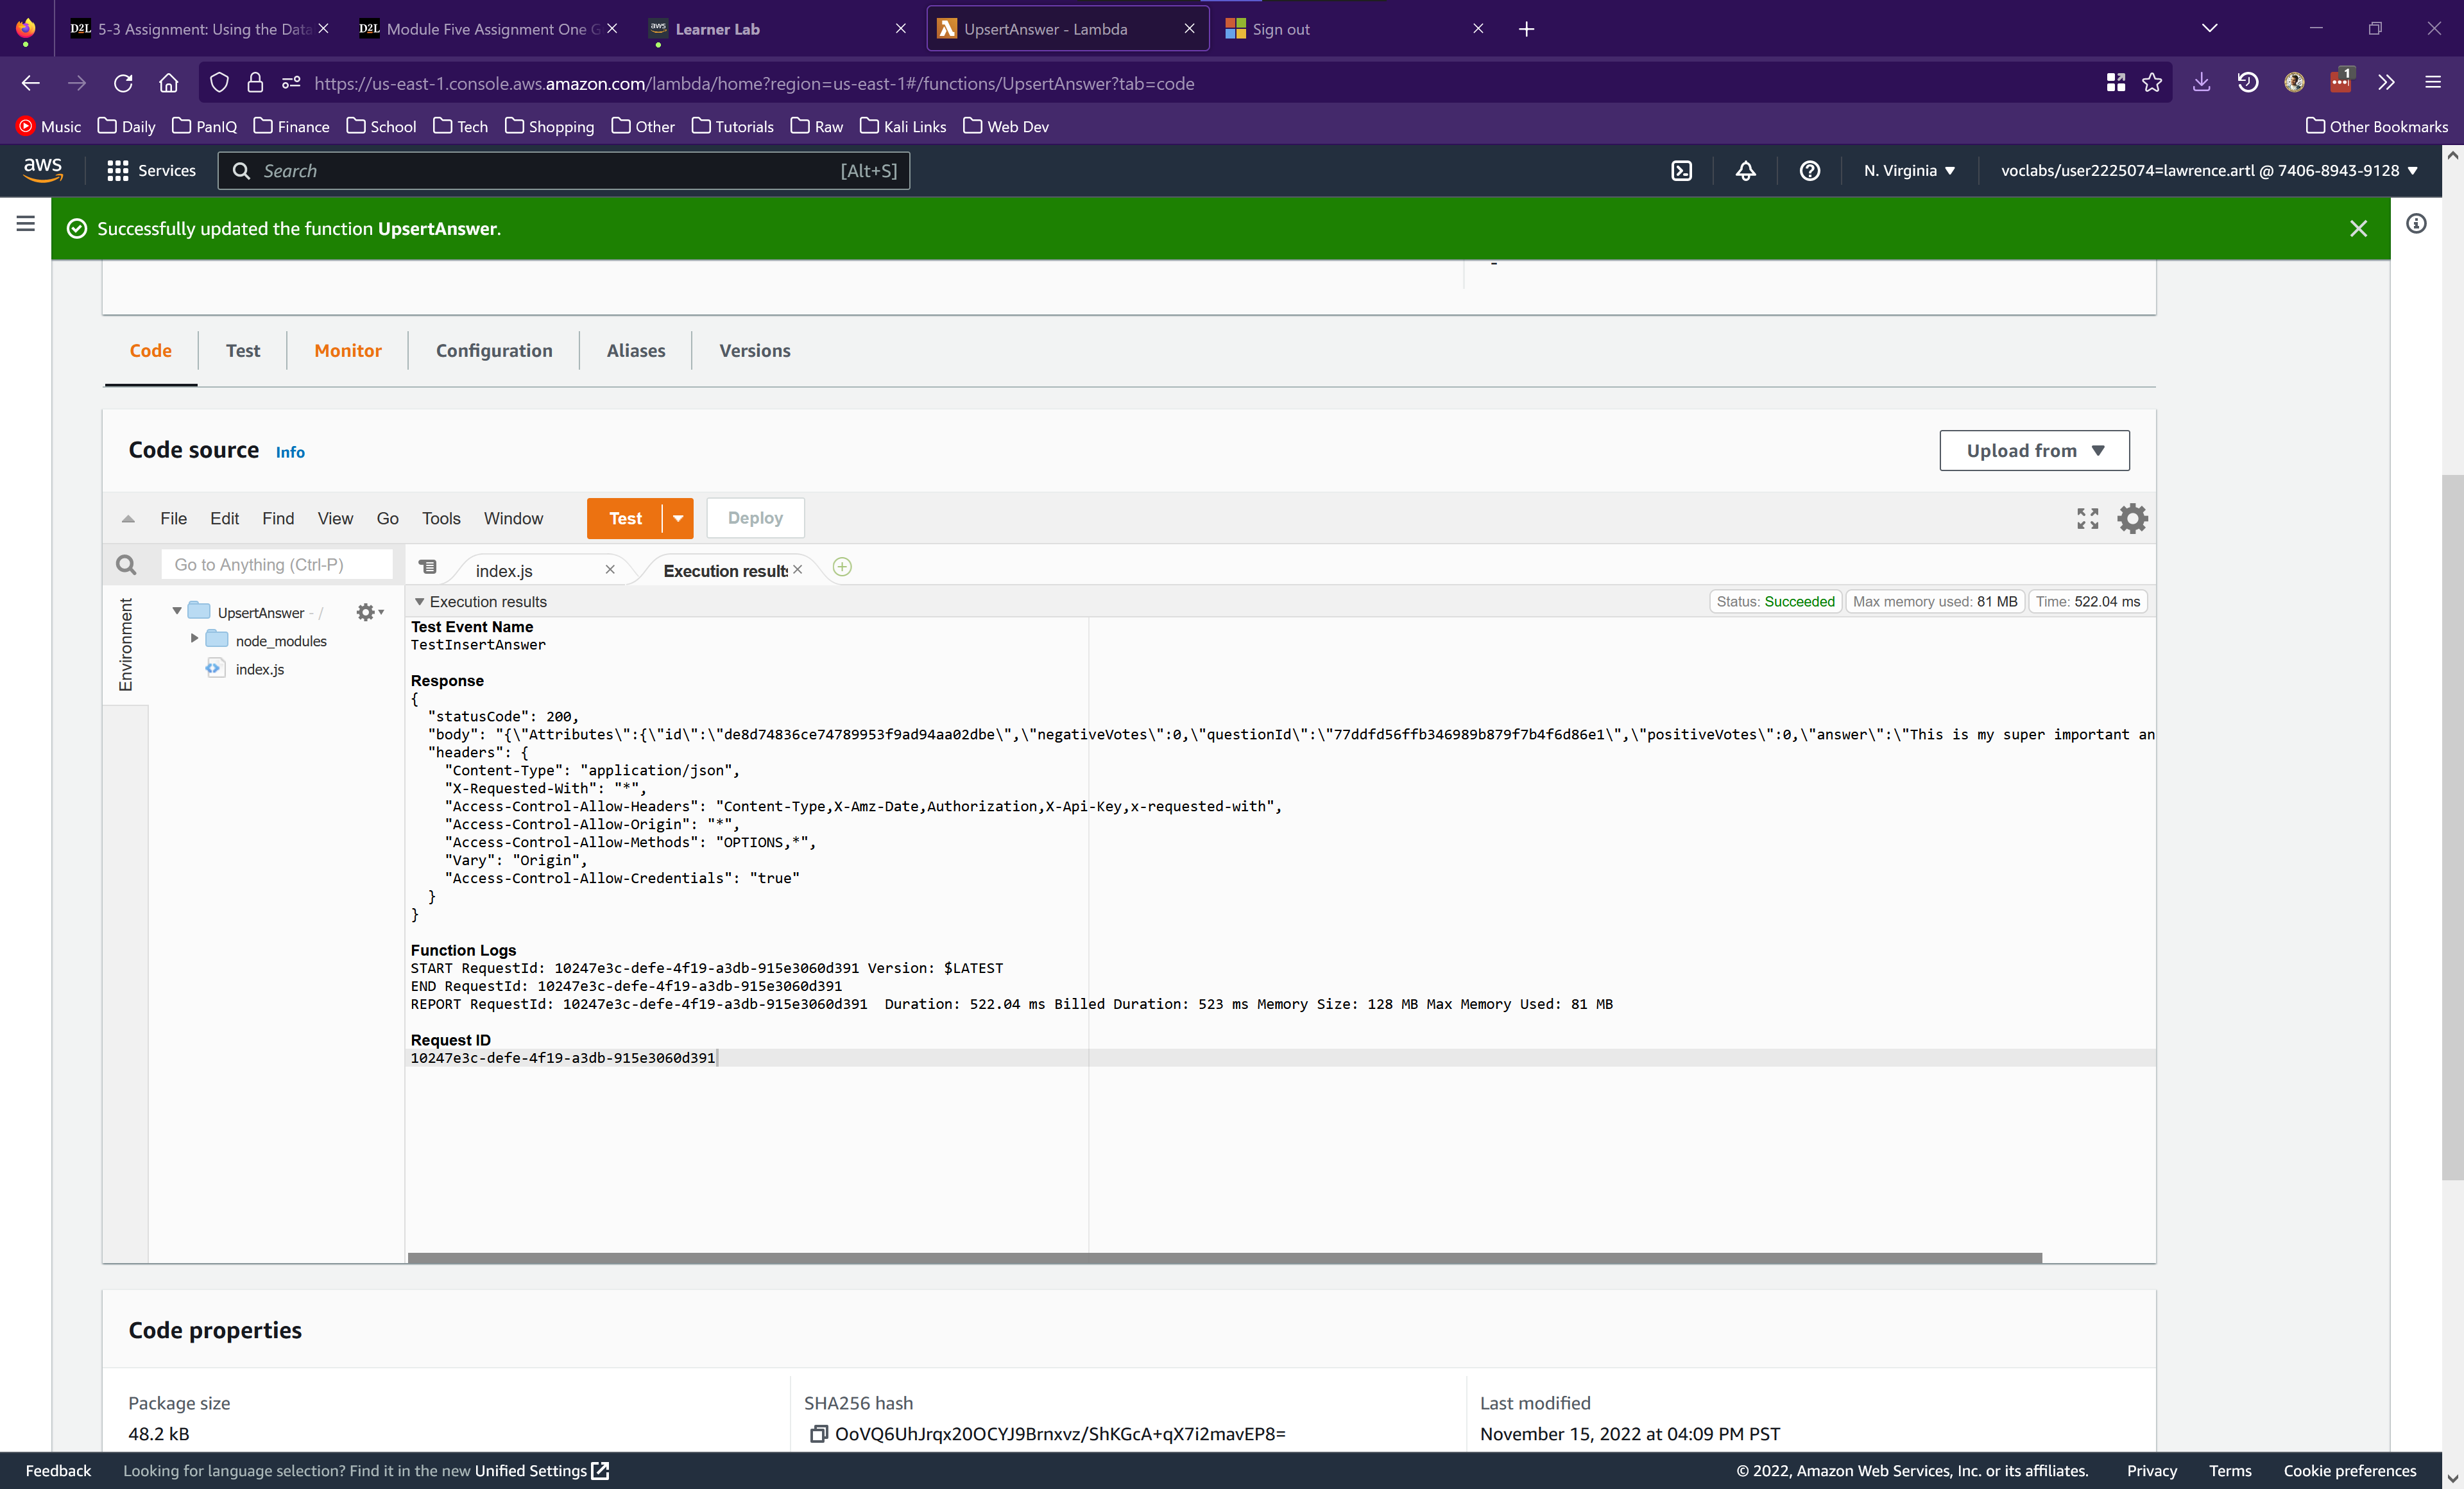 D2L 5-3 Assignment: Using the Data
D2L Module Five Assignment One G
aws Learner Lab
UpsertAnswer - Lambda
Sign out
https://us-east-1.console.aws.amazon.com/lambda/home?region=us-east-1#/functions/UpsertAnswer?tab=code
1
Music Daily PanIQ Finance School Tech Shopping Other Tutorials Raw Kali Links Web Dev Other Bookmarks
aws Services Search [Alt+S] N. Virginia voclabs/user2225074=lawrence.artl @ 7406-8943-9128
Successfully updated the function UpsertAnswer.
-
Code Test Monitor Configuration Aliases Versions
Code source Info Upload from
File Edit Find View Go Tools Window Test Deploy
Go to Anything (Ctrl-P) index.js Execution results
Environment
UpsertAnswer - /
node_modules
index.js
Execution results Status: Succeeded Max memory used: 81 MB Time: 522.04 ms
Test Event Name
TestInsertAnswer
Response
{
"statusCode": 200,
"body": "{\"Attributes\":{\"id\":\"de8d74836ce74789953f9ad94aa02dbe\",\"negativeVotes\":0,\"questionId\":\"77ddfd56ffb346989b879f7b4f6d86e1\",\"positiveVotes\":0,\"answer\":\"This is my super important an
"headers": {
"Content-Type": "application/json",
"X-Requested-With": "*",
"Access-Control-Allow-Headers": "Content-Type,X-Amz-Date,Authorization,X-Api-Key,x-requested-with",
"Access-Control-Allow-Origin": "*",
"Access-Control-Allow-Methods": "OPTIONS,*",
"Vary": "Origin",
"Access-Control-Allow-Credentials": "true"
}
}
Function Logs
START RequestId: 10247e3c-defe-4f19-a3db-915e3060d391 Version: $LATEST
END RequestId: 10247e3c-defe-4f19-a3db-915e3060d391
REPORT RequestId: 10247e3c-defe-4f19-a3db-915e3060d391 Duration: 522.04 ms Billed Duration: 523 ms Memory Size: 128 MB Max Memory Used: 81 MB
Request ID
10247e3c-defe-4f19-a3db-915e3060d391
Code properties
Package size
48.2 kB
SHA256 hash
OoVQ6UhJrqx20OCYJ9Brnxvz/ShKGcA+qX7i2mavEP8=
Last modified
November 15, 2022 at 04:09 PM PST
Feedback Looking for language selection? Find it in the new Unified Settings © 2022, Amazon Web Services, Inc. or its affiliates. Privacy Terms Cookie preferences